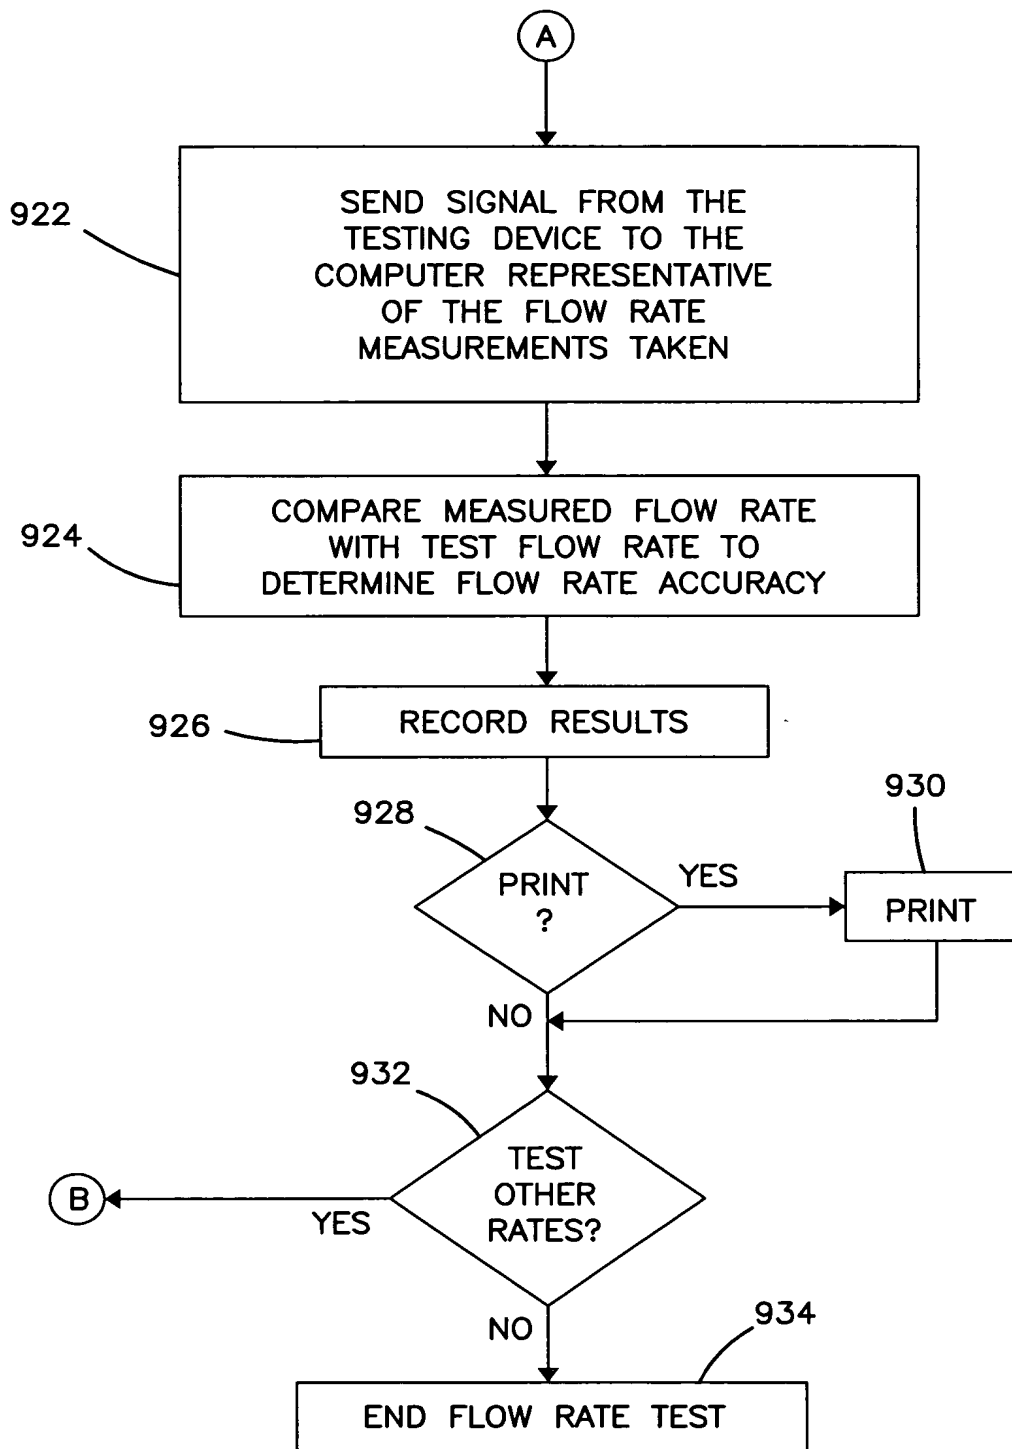 A
922
SEND SIGNAL FROM THE
TESTING DEVICE TO THE
COMPUTER REPRESENTATIVE
OF THE FLOW RATE
MEASUREMENTS TAKEN
924
COMPARE MEASURED FLOW RATE
WITH TEST FLOW RATE TO
DETERMINE FLOW RATE ACCURACY
926
RECORD RESULTS
928
PRINT
?
YES
930
PRINT
NO
932
TEST
OTHER
RATES?
YES
B
NO
934
END FLOW RATE TEST